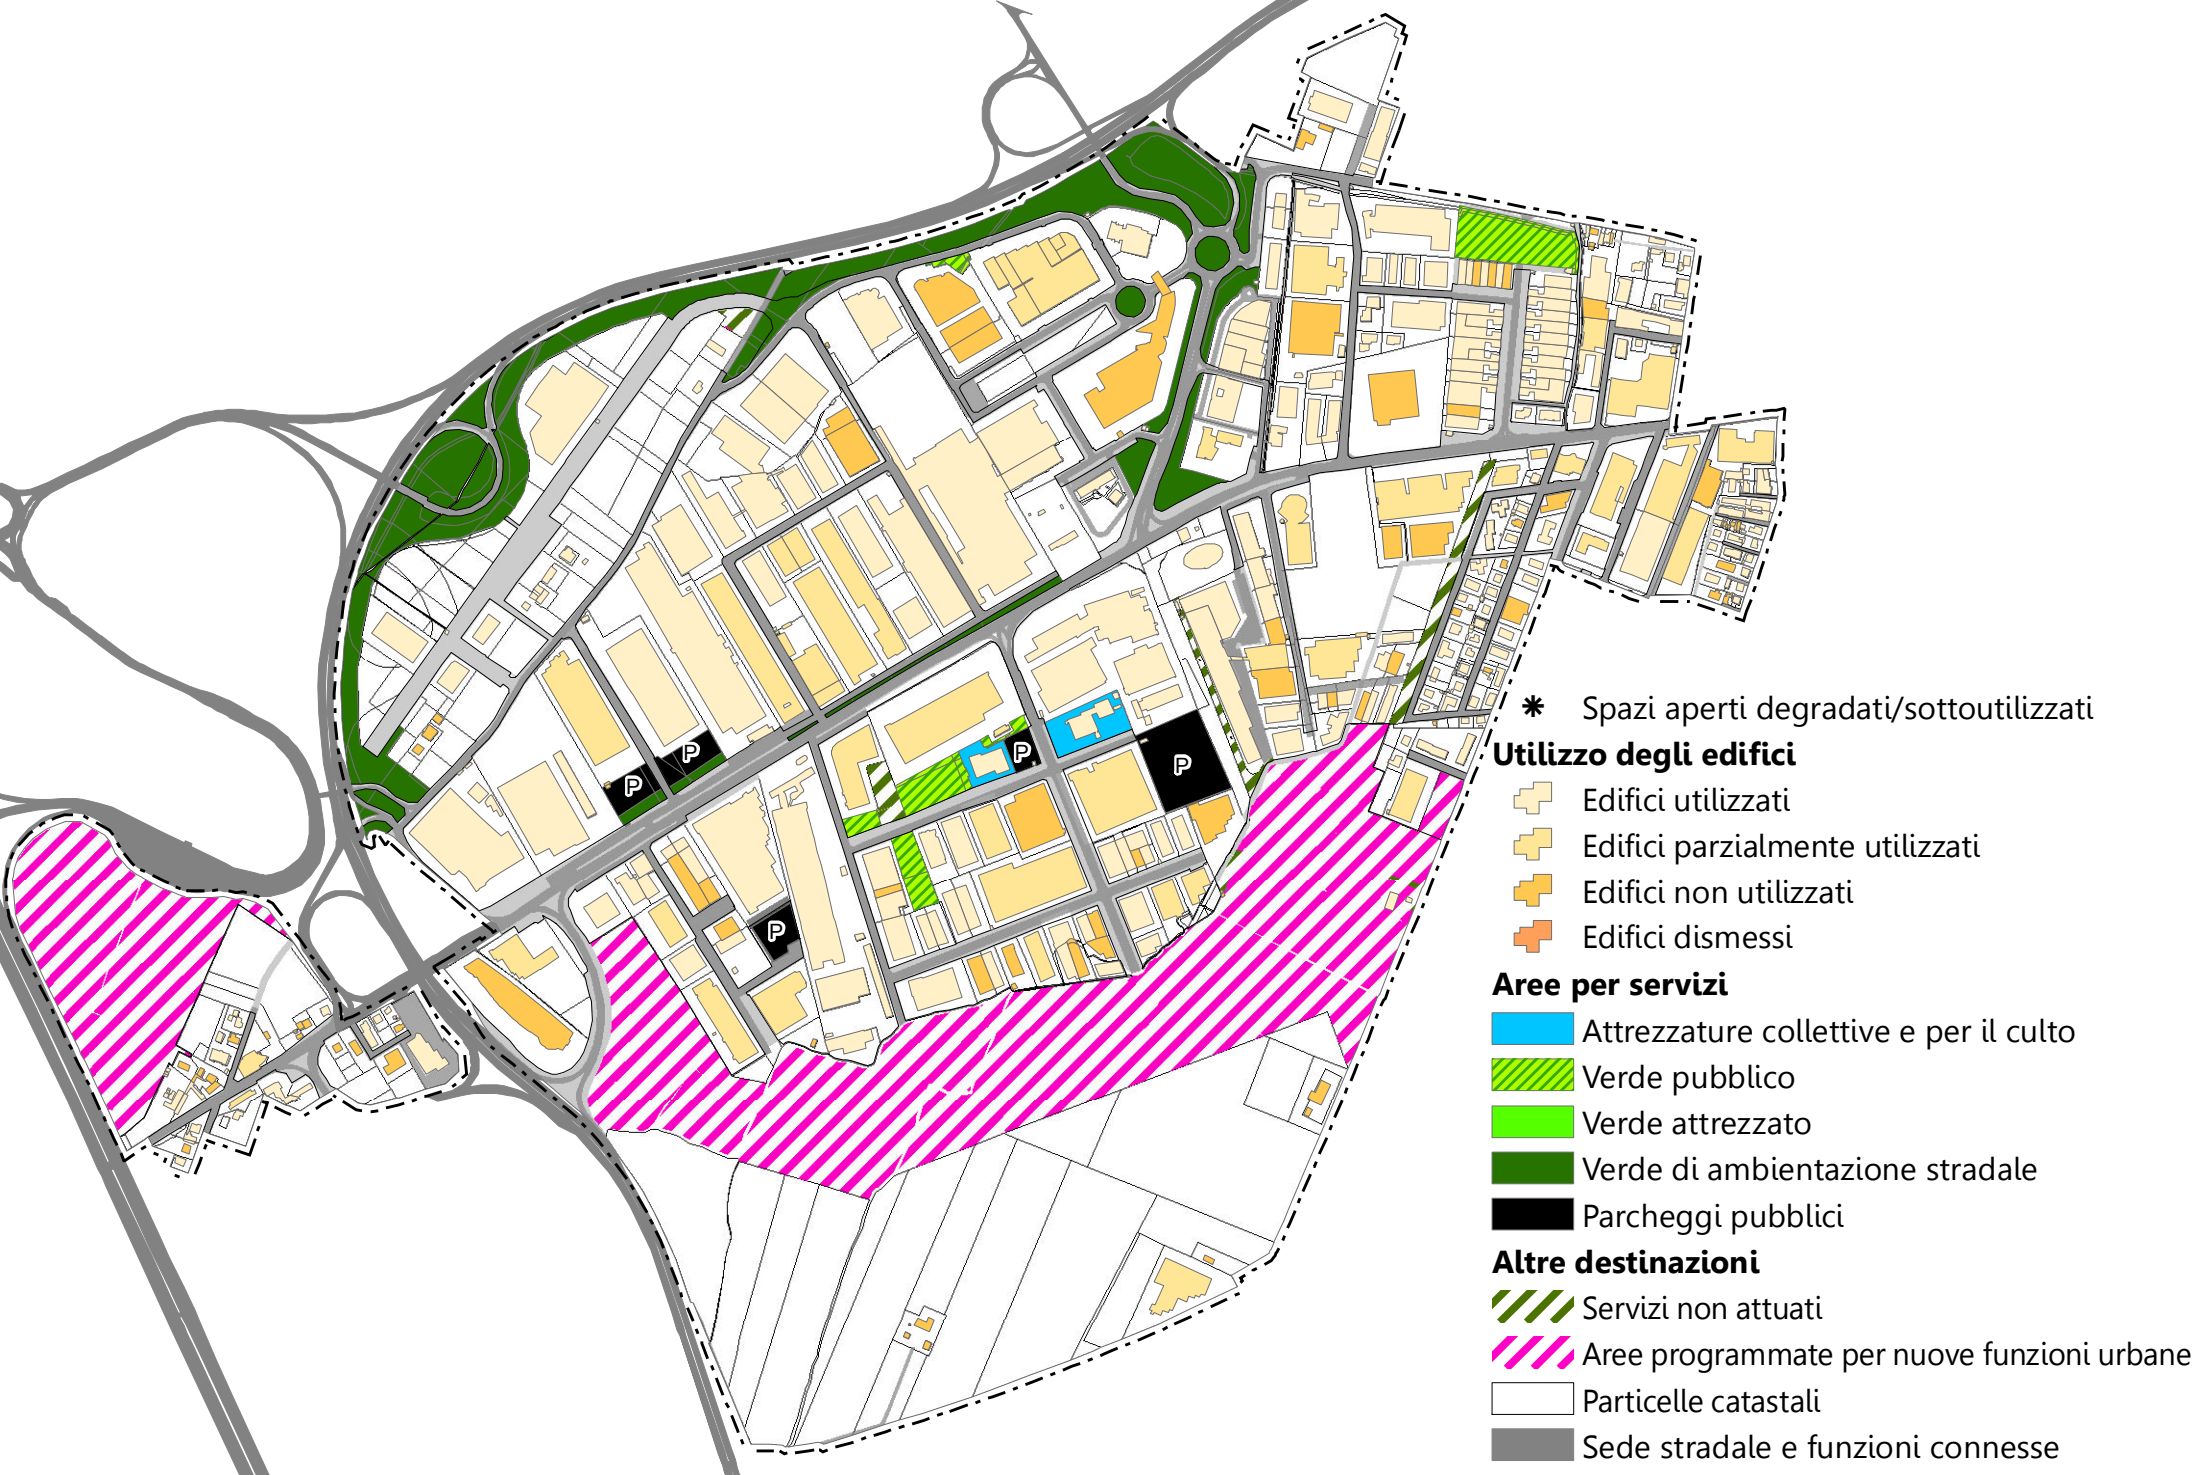 P
P
P
P
P
✱ Spazi aperti degradati/sottoutilizzati
Utilizzo degli edifici
Edifici utilizzati
Edifici parzialmente utilizzati
Edifici non utilizzati
Edifici dismessi
Aree per servizi
Attrezzature collettive e per il culto
Verde pubblico
Verde attrezzato
Verde di ambientazione stradale
Parcheggi pubblici
Altre destinazioni
Servizi non attuati
Aree programmate per nuove funzioni urbane
Particelle catastali
Sede stradale e funzioni connesse